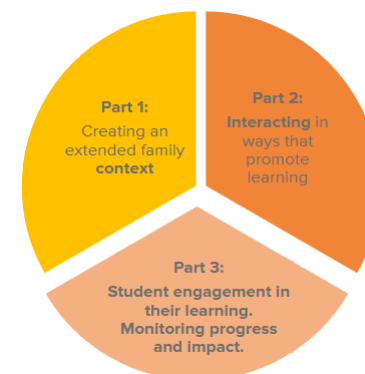 Part 1:
Creating an
extended family
context
Part 2:
Interacting in
ways that
promote
learning
Part 3:
Student engagement in
their learning.
Monitoring progress
and impact.